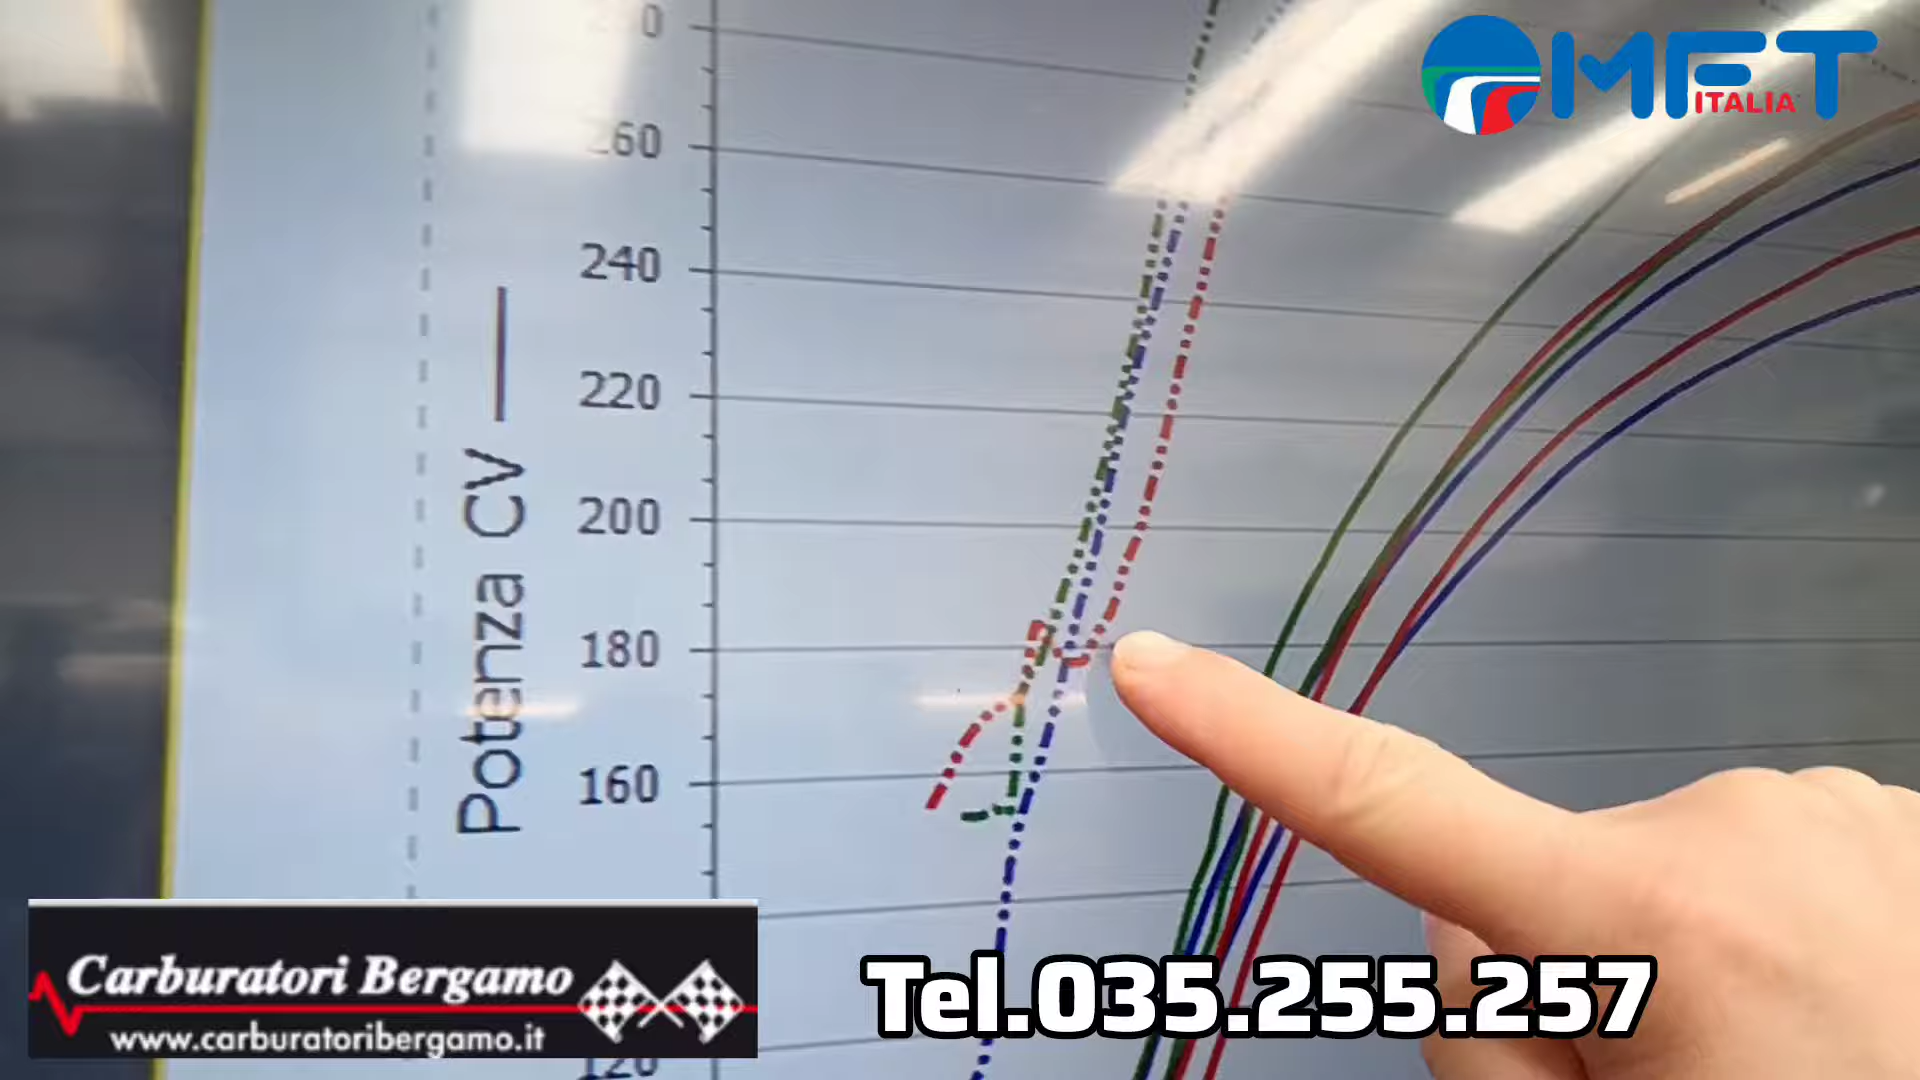 MFT
ITALIA
260
240
Potenza CV
220
200
180
160
120
Carburatori Bergamo
www.carburatoribergamo.it
Tel.035.255.257